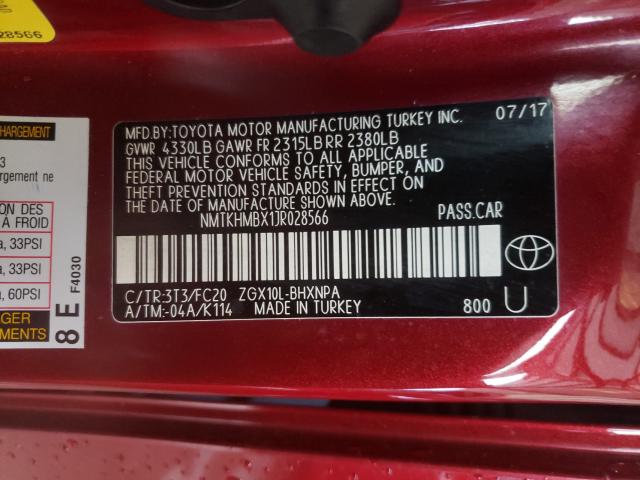 28566
MFD.BY:TOYOTA MOTOR MANUFACTURING TURKEY INC. 07/17
GVWR 4330LB GAWR FR 2315LB RR 2380LB
THIS VEHICLE CONFORMS TO ALL APPLICABLE
FEDERAL MOTOR VEHICLE SAFETY, BUMPER, AND
THEFT PREVENTION STANDARDS IN EFFECT ON
THE DATE OF MANUFACTURE SHOWN ABOVE.
NMTKHMBX1JR028566 PASS.CAR
C/TR:3T3/FC20 ZGX10L-BHXNPA
A/TM:-04A/K114 MADE IN TURKEY 800 U
HARGEMENT
3
argement ne
ION DES
À FROID
a, 33PSI
a, 33PSI
a, 60PSI
GER
EMENTS
8 E F4030